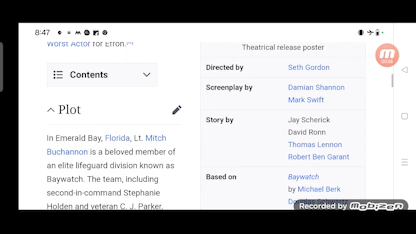 8:47
Worst Actor for Efron.
Contents
Plot
In Emerald Bay, Florida, Lt. Mitch
Buchannon is a beloved member of
an elite lifeguard division known as
Baywatch. The team, including
second-in-command Stephanie
Holden and veteran C. J. Parker,
Theatrical release poster
Directed by Seth Gordon
Screenplay by Damian Shannon
Mark Swift
Story by Jay Scherick
David Ronn
Thomas Lennon
Robert Ben Garant
Based on Baywatch
by Michael Berk
Recorded by Mobizen